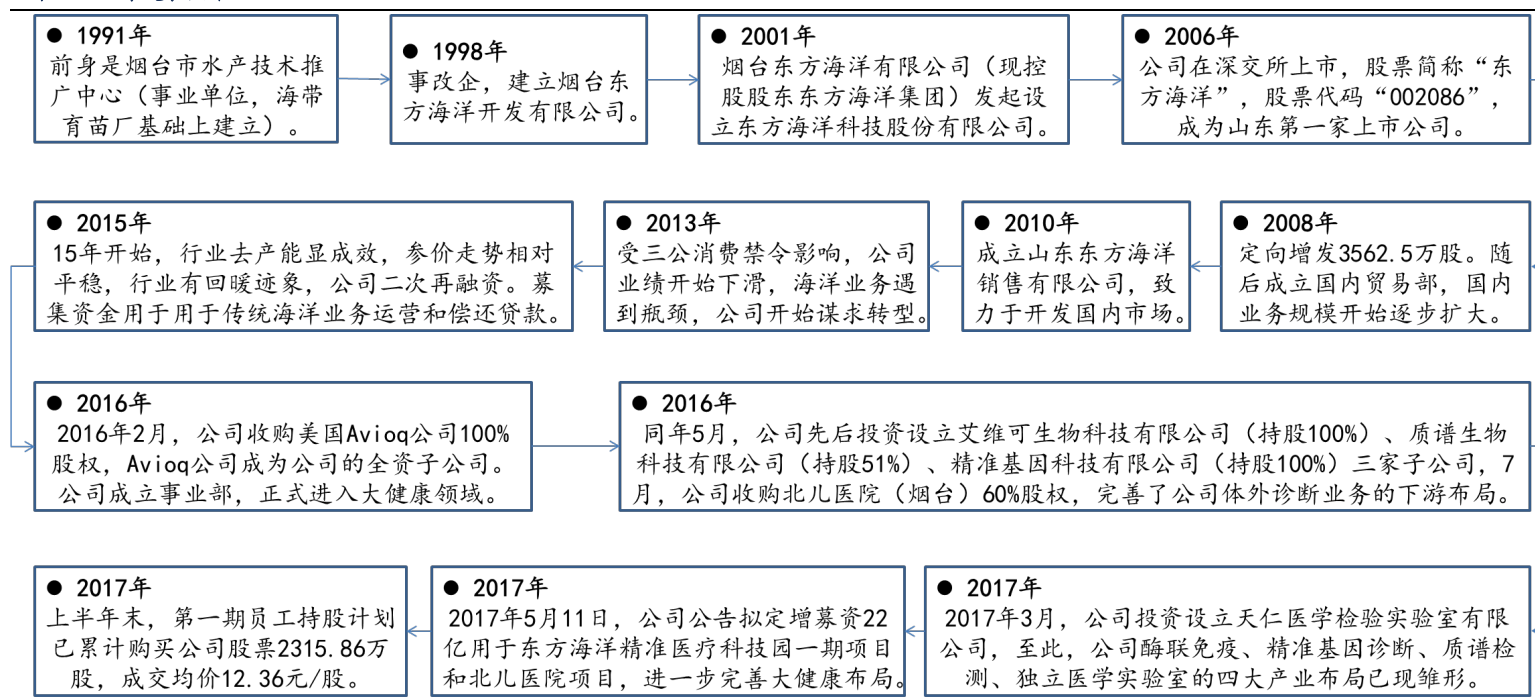 ● 1991年
前身是烟台市水产技术推
广中心（事业单位，海带
育苗厂基础上建立）。
● 1998年
事改企，建立烟台东
方海洋开发有限公司。
● 2001年
烟台东方海洋有限公司（现控
股股东东方海洋集团）发起设
立东方海洋科技股份有限公司。
● 2006年
公司在深交所上市，股票简称“东
方海洋”，股票代码“002086”，
成为山东第一家上市公司。
● 2008年
定向增发3562.5万股。随
后成立国内贸易部，国内
业务规模开始逐步扩大。
● 2010年
成立山东东方海洋
销售有限公司，致
力于开发国内市场。
● 2013年
受三公消费禁令影响，公司
业绩开始下滑，海洋业务遇
到瓶颈，公司开始谋求转型。
● 2015年
15年开始，行业去产能显成效，参价走势相对
平稳，行业有回暖迹象，公司二次再融资。募
集资金用于用于传统海洋业务运营和偿还贷款。
● 2016年
2016年2月，公司收购美国Avioq公司100%
股权，Avioq公司成为公司的全资子公司。
公司成立事业部，正式进入大健康领域。
● 2016年
同年5月，公司先后投资设立艾维可生物科技有限公司（持股100%）、质谱生物
科技有限公司（持股51%）、精准基因科技有限公司（持股100%）三家子公司，7
月，公司收购北儿医院（烟台）60%股权，完善了公司体外诊断业务的下游布局。
● 2017年
2017年3月，公司投资设立天仁医学检验实验室有限
公司，至此，公司酶联免疫、精准基因诊断、质谱检
测、独立医学实验室的四大产业布局已现雏形。
● 2017年
2017年5月11日，公司公告拟定增募资22
亿用于东方海洋精准医疗科技园一期项目
和北儿医院项目，进一步完善大健康布局。
● 2017年
上半年末，第一期员工持股计划
已累计购买公司股票2315.86万
股，成交均价12.36元/股。